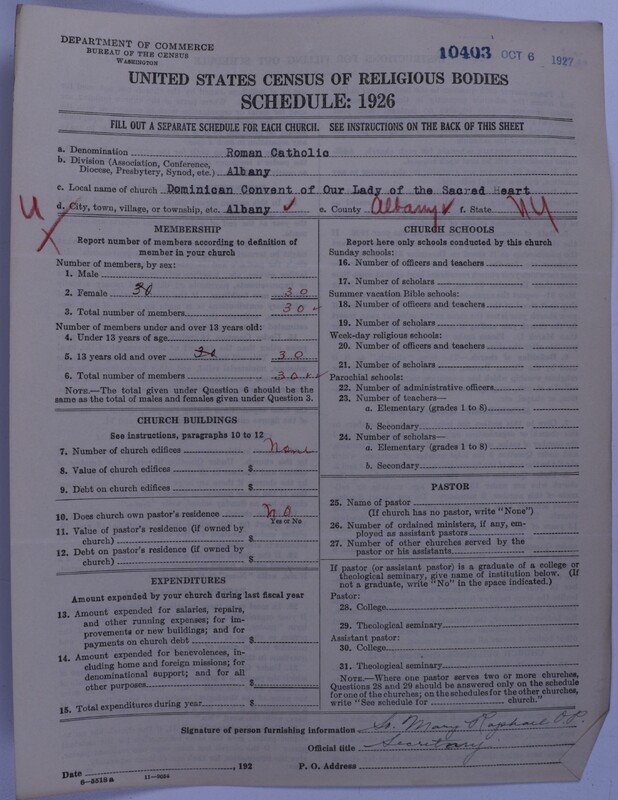 DEPARTMENT OF COMMERCE
BUREAU OF THE CENSUS
WASHINGTON
10403 OCT 6 1927
UNITED STATES CENSUS OF RELIGIOUS BODIES
SCHEDULE: 1926
FILL OUT A SEPARATE SCHEDULE FOR EACH CHURCH. SEE INSTRUCTIONS ON THE BACK OF THIS SHEET
a. Denomination Roman Catholic
b. Division (Association, Conference,
Diocese, Presbytery, Synod, etc.) Albany
c. Local name of church Dominican Convent of Our Lady of the Sacred Heart
d. City, town, village, or township, etc. Albany ✓ e. County Albany ✓ f. State NY
U
X
MEMBERSHIP
Report number of members according to definition of
member in your church
Number of members, by sex:
1. Male
2. Female 30 30
3. Total number of members 30
Number of members under and over 13 years old:
4. Under 13 years of age
5. 13 years old and over 30 30
6. Total number of members 30
NOTE.—The total given under Question 6 should be
same as the total of males and females given under Question 3.
CHURCH BUILDINGS
See instructions, paragraphs 10 to 12
7. Number of church edifices None
8. Value of church edifices $
9. Debt on church edifices $
10. Does church own pastor's residence No
Yes or No
11. Value of pastor's residence (if owned by
church) $
12. Debt on pastor's residence (if owned by
church) $
EXPENDITURES
Amount expended by your church during last fiscal year
13. Amount expended for salaries, repairs,
and other running expenses; for im-
provements or new buildings; and for
payments on church debt $
14. Amount expended for benevolences, in-
cluding home and foreign missions; for
denominational support; and for all
other purposes $
15. Total expenditures during year $
CHURCH SCHOOLS
Report here only schools conducted by this church
Sunday schools:
16. Number of officers and teachers
17. Number of scholars
Summer vacation Bible schools:
18. Number of officers and teachers
19. Number of scholars
Week-day religious schools:
20. Number of officers and teachers
21. Number of scholars
Parochial schools:
22. Number of administrative officers
23. Number of teachers—
a. Elementary (grades 1 to 8)
b. Secondary
24. Number of scholars—
a. Elementary (grades 1 to 8)
b. Secondary
PASTOR
25. Name of pastor
(If church has no pastor, write "None")
26. Number of ordained ministers, if any, em-
ployed as assistant pastors
27. Number of other churches served by the
pastor or his assistants
If pastor (or assistant pastor) is a graduate of a college or
theological seminary, give name of institution below. (If
not a graduate, write "No" in the space indicated.)
Pastor:
28. College
29. Theological seminary
Assistant pastor:
30. College
31. Theological seminary
NOTE.—Where one pastor serves two or more churches,
Questions 28 and 29 should be answered only on the schedule
for one of the churches; on the schedules for the other churches,
write "See schedule for church."
Signature of person furnishing information Sr. Mary Raphael O.P.
Official title Secretary
Date , 192 P. O. Address
8-5318a 11-9224